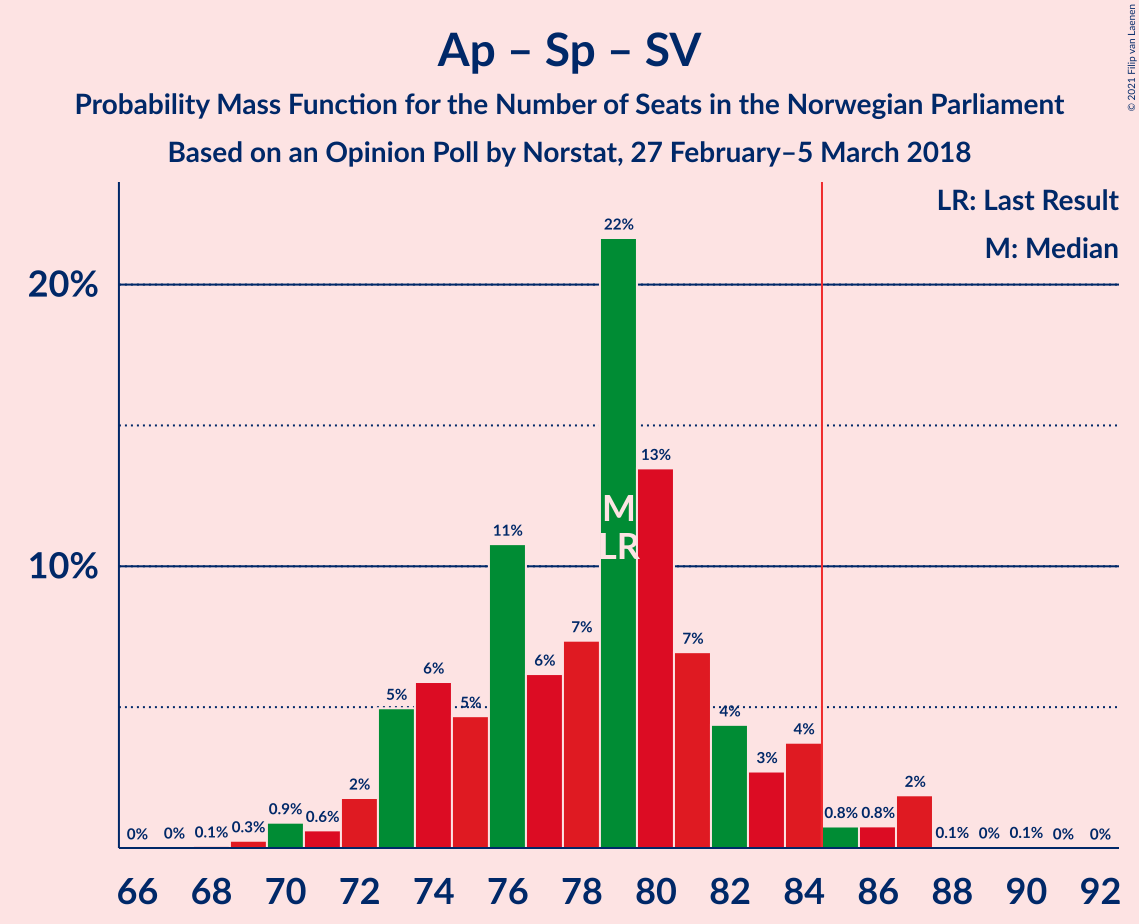 Ap – Sp – SV
Probability Mass Function for the Number of Seats in the Norwegian Parliament
Based on an Opinion Poll by Norstat, 27 February–5 March 2018
© 2021 Filip van Laenen
LR: Last Result
M: Median
20%
10%
0% 0% 0.1% 0.3% 0.9% 0.6% 2% 5% 6% 5% 11% 6% 7% 22% 13% 7% 4% 3% 4% 0.8% 0.8% 2% 0.1% 0% 0.1% 0% 0%
M
LR
66 68 70 72 74 76 78 80 82 84 86 88 90 92